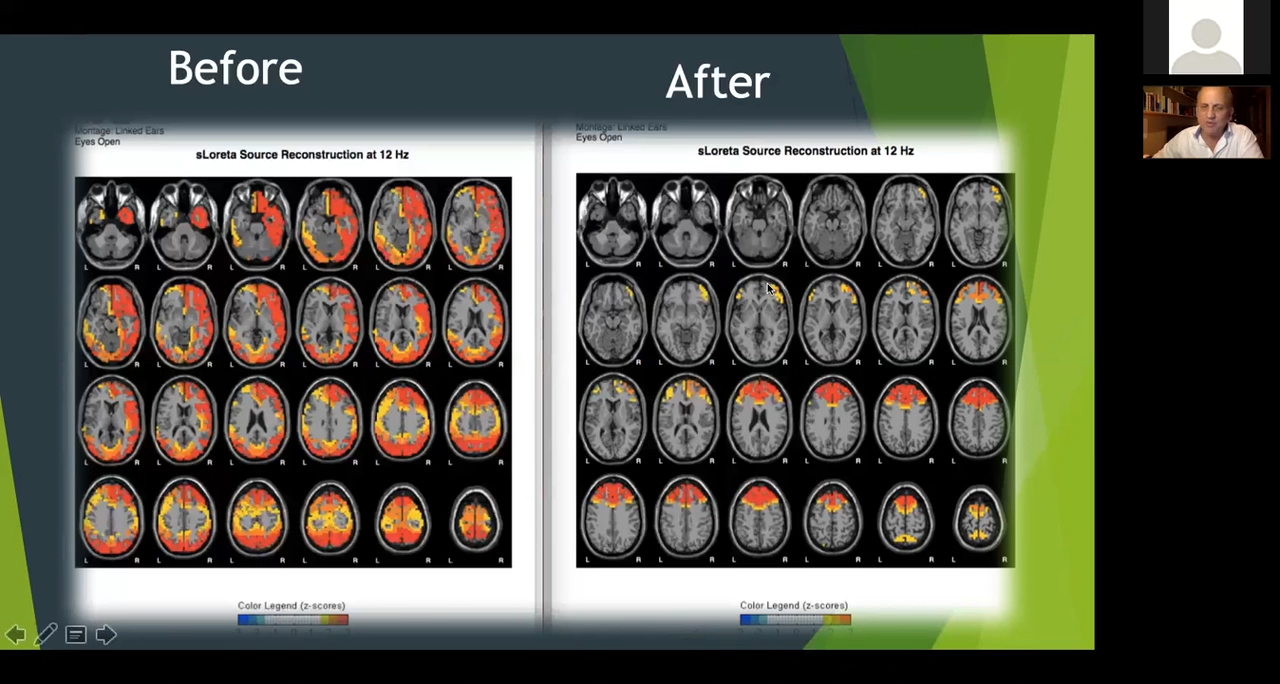 Before
After
Montage: Linked Ears
Eyes Open
sLoreta Source Reconstruction at 12 Hz
Montage: Linked Ears
Eyes Open
sLoreta Source Reconstruction at 12 Hz
L R L R L R L R L R L R
L R L R L R L R L R L R
L R L R L R L R L R L R
L R L R L R L R L R L R
L R L R L R L R L R L R
L R L R L R L R L R L R
L R L R L R L R L R L R
L R L R L R L R L R L R
Color Legend (z-scores)
Color Legend (z-scores)